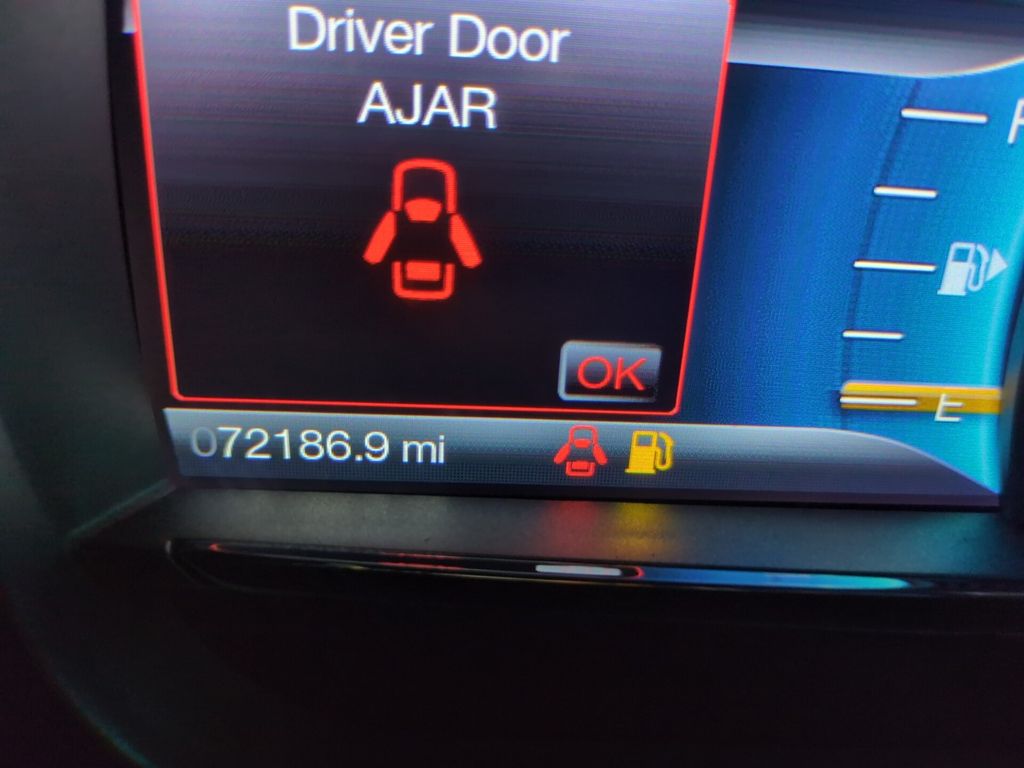 Driver Door
AJAR
OK
F
E
072186.9 mi